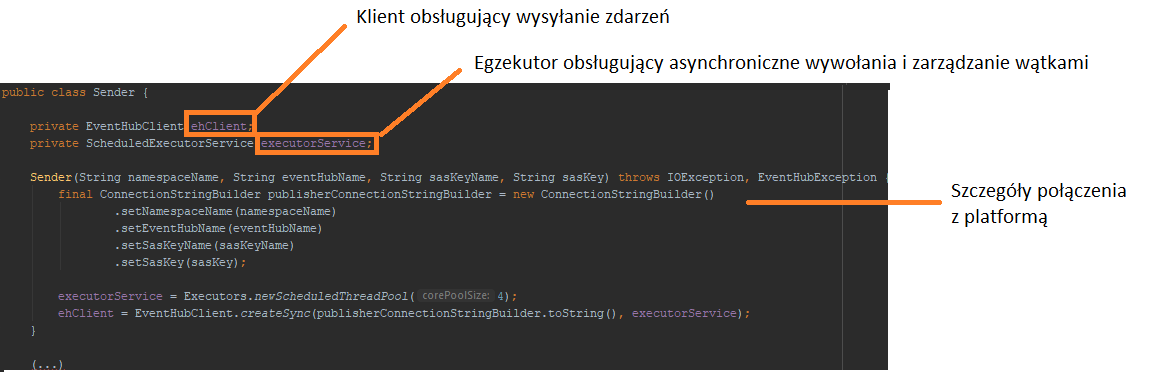 Klient obsługujący wysyłanie zdarzeń
Egzekutor obsługujący asynchroniczne wywołania i zarządzanie wątkami
public class Sender {
private EventHubClient ehClient;
private ScheduledExecutorService executorService;
Sender(String namespaceName, String eventHubName, String sasKeyName, String sasKey) throws IOException, EventHubException {
final ConnectionStringBuilder publisherConnectionStringBuilder = new ConnectionStringBuilder()
.setNamespaceName(namespaceName)
.setEventHubName(eventHubName)
.setSasKeyName(sasKeyName)
.setSasKey(sasKey);
Szczegóły połączenia
z platformą
executorService = Executors.newScheduledThreadPool( corePoolSize: 4);
ehClient = EventHubClient.createSync(publisherConnectionStringBuilder.toString(), executorService);
}
(...)